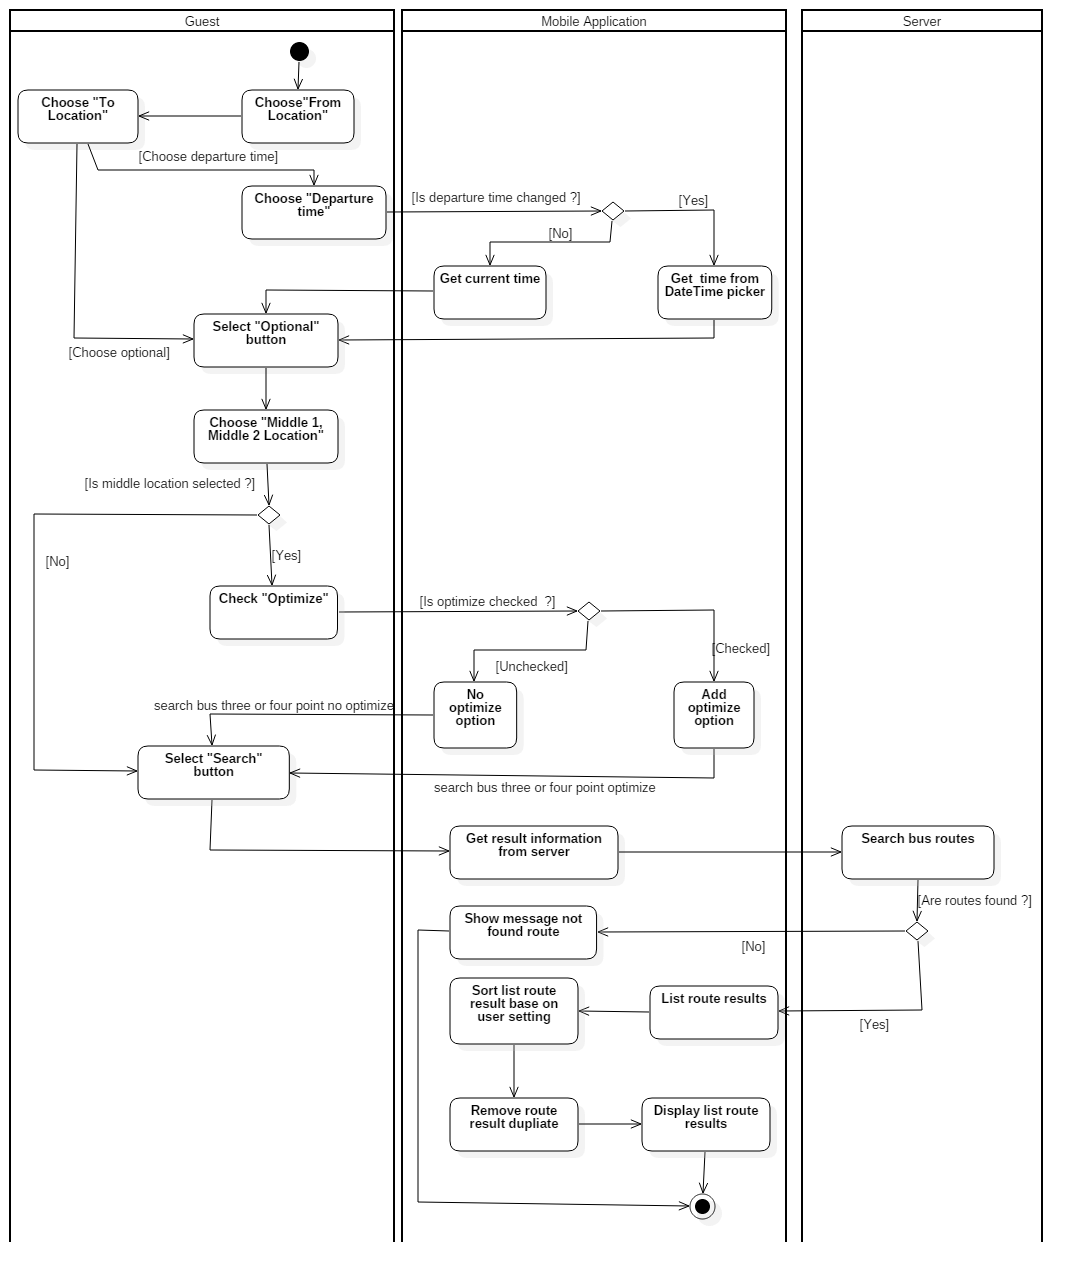 Guest
Mobile Application
Server
Choose "To
Location"
Choose"From
Location"
[Choose departure time]
Choose "Departure
time"
[Is departure time changed ?]
[Yes]
[No]
Get current time
Get  time from
DateTime picker
Select "Optional"
button
[Choose optional]
Choose "Middle 1,
Middle 2 Location"
[Is middle location selected ?]
[No]
[Yes]
Check "Optimize"
[Is optimize checked  ?]
[Checked]
[Unchecked]
No
optimize
option
Add
optimize
option
search bus three or four point no optimize
Select "Search"
button
search bus three or four point optimize
Get result information
from server
Search bus routes
[Are routes found ?]
Show message not
found route
[No]
Sort list route
result base on
user setting
List route results
[Yes]
Remove route
result dupliate
Display list route
results